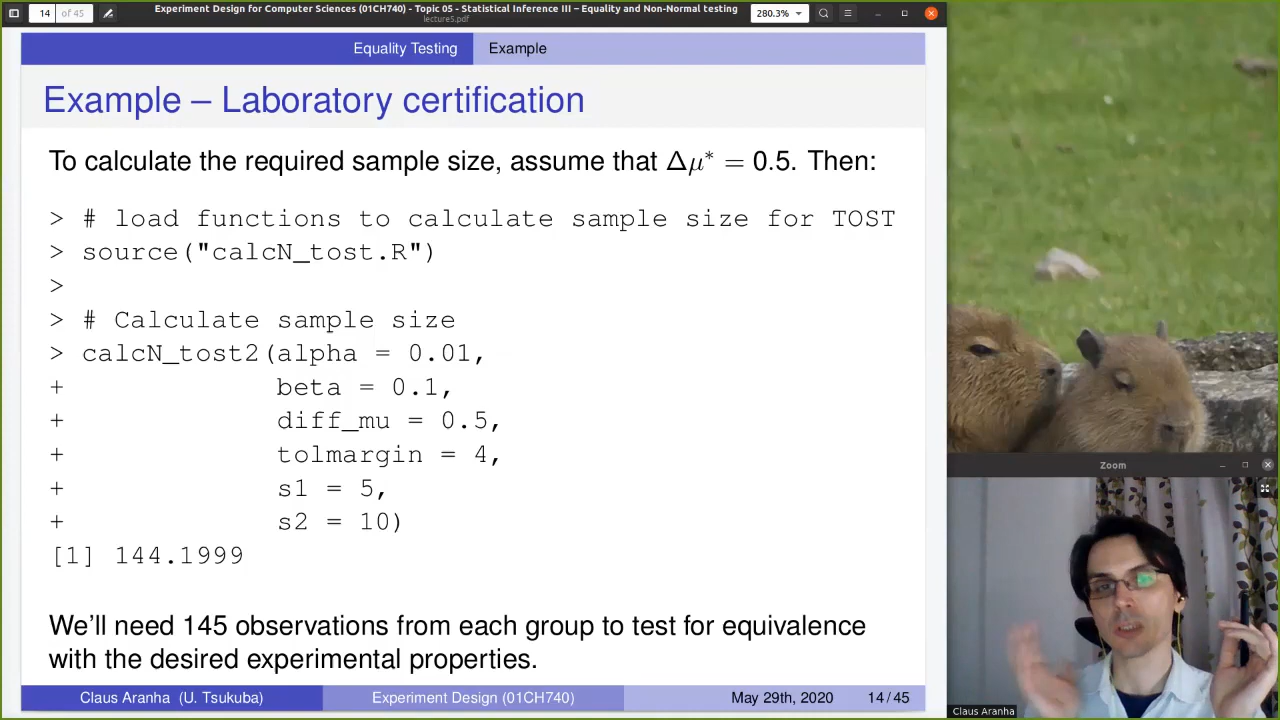 14 of 45
Experiment Design for Computer Sciences (01CH740) - Topic 05 - Statistical Inference III – Equality and Non-Normal testing
lecture5.pdf
280.3%
Equality Testing Example
Example – Laboratory certification
To calculate the required sample size, assume that Δμ* = 0.5. Then:
> # load functions to calculate sample size for TOST
> source("calcN_tost.R")
>
> # Calculate sample size
> calcN_tost2(alpha = 0.01,
+ beta = 0.1,
+ diff_mu = 0.5,
+ tolmargin = 4,
+ s1 = 5,
+ s2 = 10)
[1] 144.1999
We'll need 145 observations from each group to test for equivalence
with the desired experimental properties.
Claus Aranha (U. Tsukuba) Experiment Design (01CH740) May 29th, 2020 14 / 45
Zoom
Claus Aranha